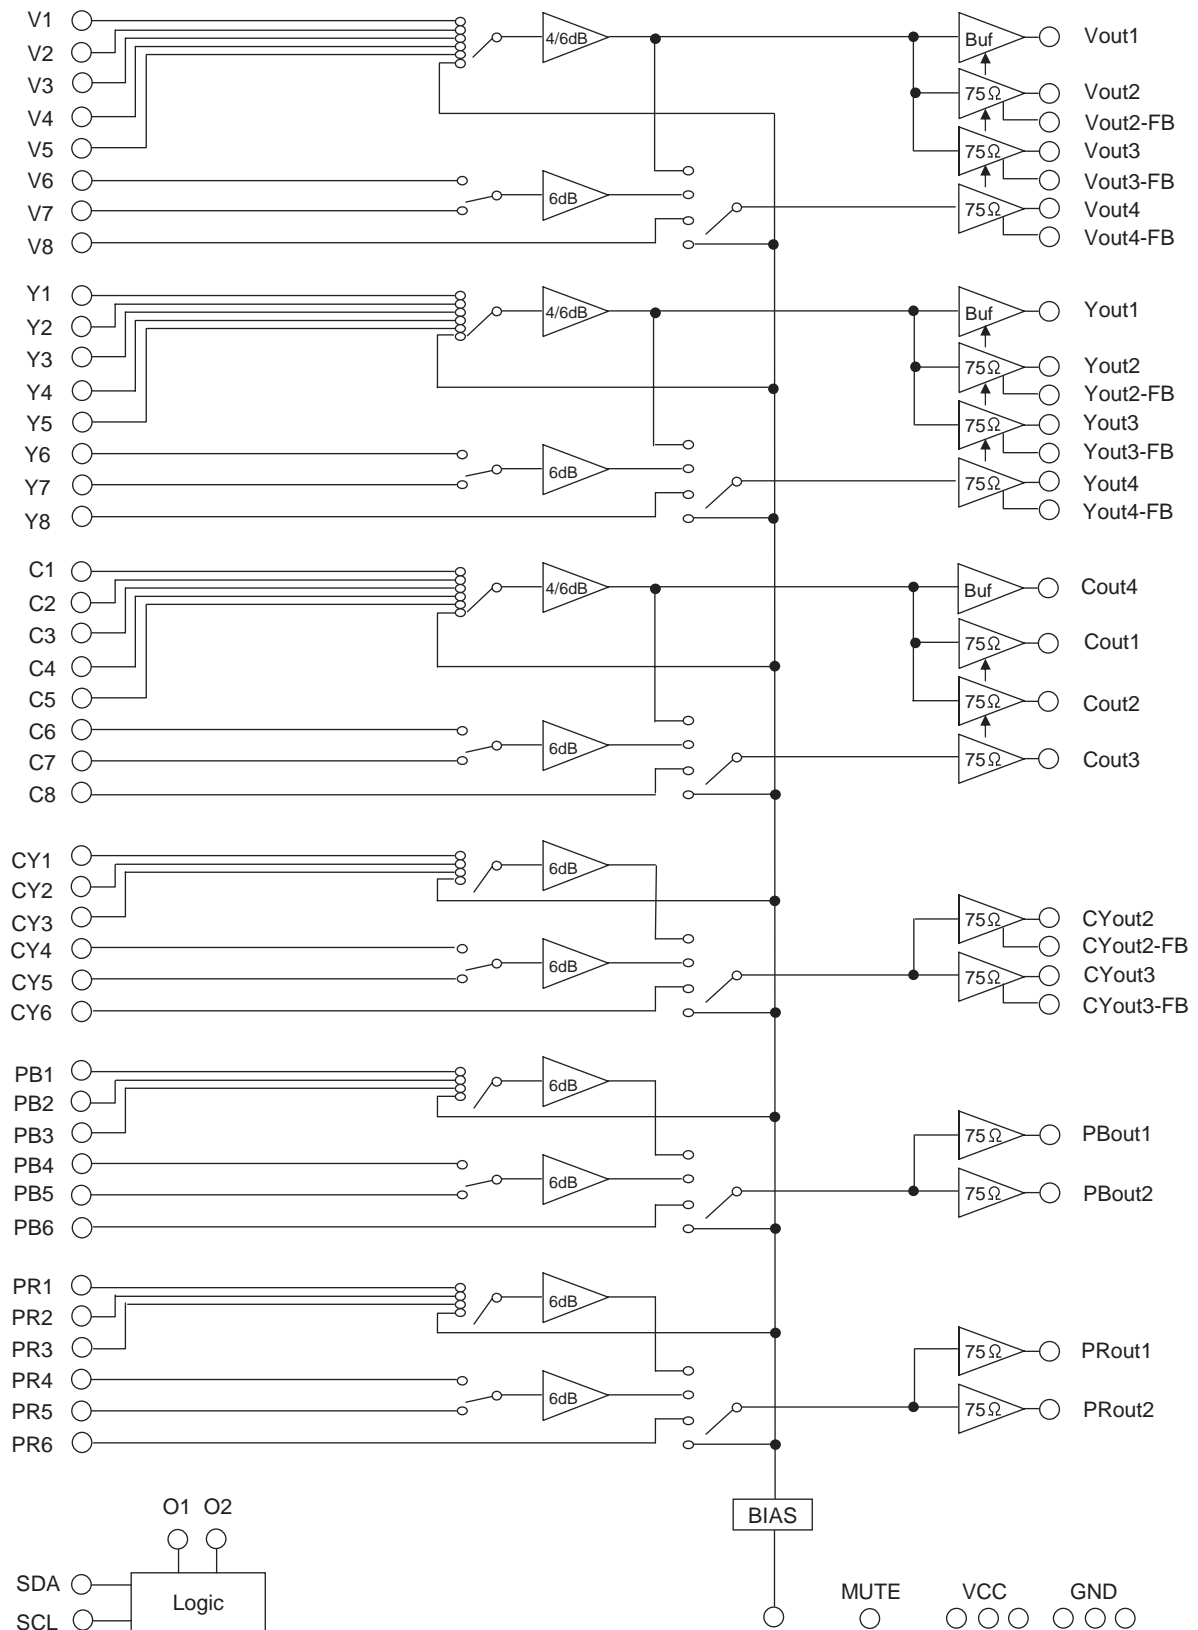 V1
V2
V3
V4
V5
V6
V7
V8
4/6dB
6dB
Buf
75Ω
75Ω
75Ω
Vout1
Vout2
Vout2-FB
Vout3
Vout3-FB
Vout4
Vout4-FB
Y1
Y2
Y3
Y4
Y5
Y6
Y7
Y8
4/6dB
6dB
Buf
75Ω
75Ω
75Ω
Yout1
Yout2
Yout2-FB
Yout3
Yout3-FB
Yout4
Yout4-FB
C1
C2
C3
C4
C5
C6
C7
C8
4/6dB
6dB
Buf
75Ω
75Ω
75Ω
Cout4
Cout1
Cout2
Cout3
CY1
CY2
CY3
CY4
CY5
CY6
6dB
6dB
75Ω
75Ω
CYout2
CYout2-FB
CYout3
CYout3-FB
PB1
PB2
PB3
PB4
PB5
PB6
6dB
6dB
75Ω
75Ω
PBout1
PBout2
PR1
PR2
PR3
PR4
PR5
PR6
6dB
6dB
75Ω
75Ω
PRout1
PRout2
BIAS
O1 O2
SDA
SCL
Logic
MUTE
VCC
GND